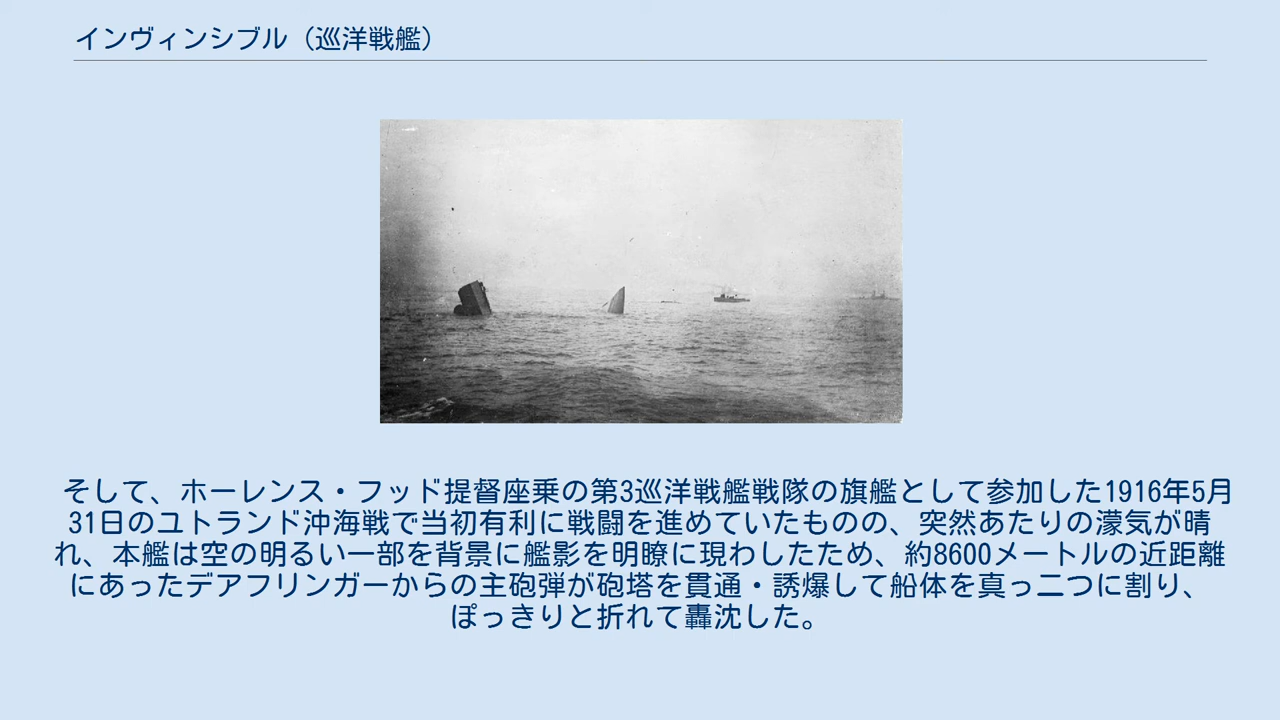 インヴィンシブル（巡洋戦艦）
そして、ホーレンス・フッド提督座乗の第3巡洋戦艦戦隊の旗艦として参加した1916年5月
31日のユトランド沖海戦で当初有利に戦闘を進めていたものの、突然あたりの濛気が晴
れ、本艦は空の明るい一部を背景に艦影を明瞭に現わしたため、約8600メートルの近距離
にあったデアフリンガーからの主砲弾が砲塔を貫通・誘爆して船体を真っ二つに割り、
ぽっきりと折れて轟沈した。